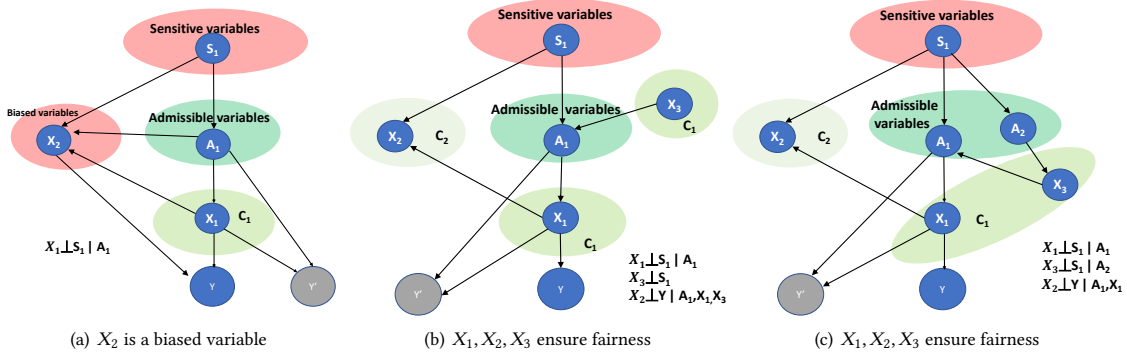 Sensitive variables
S₁
Biased variables
Admissible variables
X₂
A₁
X₁
C₁
X₁⊥S₁ | A₁
Y
Y'
(a) X₂ is a biased variable
Sensitive variables
S₁
Admissible variables
X₃
C₁
X₂
C₂
A₁
X₁
C₁
X₁⊥S₁ | A₁
X₃⊥S₁
X₂⊥Y | A₁,X₁,X₃
Y'
Y
(b) X₁, X₂, X₃ ensure fairness
Sensitive variables
S₁
Admissible
variables
A₂
X₂
C₂
A₁
X₃
X₁
C₁
X₁⊥S₁ | A₁
X₃⊥S₁ | A₂
X₂⊥Y | A₁,X₁
Y'
Y
(c) X₁, X₂, X₃ ensure fairness